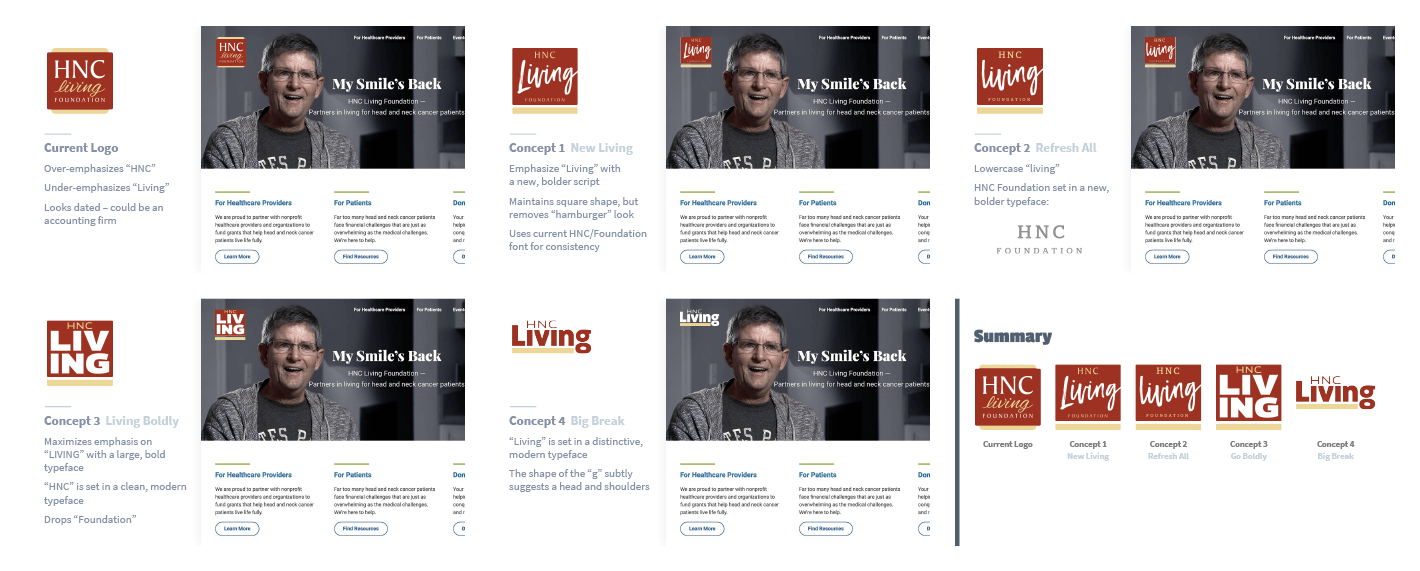 HNC
living
FOUNDATION
Current Logo
Over-emphasizes “HNC”
Under-emphasizes “Living”
Looks dated – could be an
accounting firm
HNC
living
FOUNDATION
For Healthcare Providers
For Patients
Event
My Smile’s Back
HNC Living Foundation —
Partners in living for head and neck cancer patients
For Healthcare Providers
We are proud to partner with nonprofit
healthcare providers and organizations to
fund grants that help head and neck cancer
patients live life fully.
Learn More
For Patients
Far too many head and neck cancer patients
face financial challenges that are just as
overwhelming as the medical challenges.
We’re here to help.
Find Resources
Don
Your
helpin
cong
and r
D
HNC
Living
FOUNDATION
Concept 1 New Living
Emphasize “Living” with
a new, bolder script
Maintains square shape, but
removes “hamburger” look
Uses current HNC/Foundation
font for consistency
HNC
Living
FOUNDATION
For Healthcare Providers
For Patients
Event
My Smile’s Back
HNC Living Foundation —
Partners in living for head and neck cancer patients
For Healthcare Providers
We are proud to partner with nonprofit
healthcare providers and organizations to
fund grants that help head and neck cancer
patients live life fully.
Learn More
For Patients
Far too many head and neck cancer patients
face financial challenges that are just as
overwhelming as the medical challenges.
We’re here to help.
Find Resources
Don
Your
helpin
cong
and r
D
HNC
living
FOUNDATION
Concept 2 Refresh All
Lowercase “living”
HNC Foundation set in a new,
bolder typeface:
HNC
FOUNDATION
HNC
living
FOUNDATION
For Healthcare Providers
For Patients
Event
My Smile’s Back
HNC Living Foundation —
Partners in living for head and neck cancer patients
For Healthcare Providers
We are proud to partner with nonprofit
healthcare providers and organizations to
fund grants that help head and neck cancer
patients live life fully.
Learn More
For Patients
Far too many head and neck cancer patients
face financial challenges that are just as
overwhelming as the medical challenges.
We’re here to help.
Find Resources
Don
Your
helpin
cong
and r
D
HNC
LIV
ING
Concept 3 Living Boldly
Maximizes emphasis on
“LIVING” with a large, bold
typeface
“HNC” is set in a clean, modern
typeface
Drops “Foundation”
HNC
LIV
ING
For Healthcare Providers
For Patients
Event
My Smile’s Back
HNC Living Foundation —
Partners in living for head and neck cancer patients
For Healthcare Providers
We are proud to partner with nonprofit
healthcare providers and organizations to
fund grants that help head and neck cancer
patients live life fully.
Learn More
For Patients
Far too many head and neck cancer patients
face financial challenges that are just as
overwhelming as the medical challenges.
We’re here to help.
Find Resources
Don
Your
helpin
cong
and r
D
HNC
Living
Concept 4 Big Break
“Living” is set in a distinctive,
modern typeface
The shape of the “g” subtly
suggests a head and shoulders
HNC
Living
For Healthcare Providers
For Patients
Event
My Smile’s Back
HNC Living Foundation —
Partners in living for head and neck cancer patients
For Healthcare Providers
We are proud to partner with nonprofit
healthcare providers and organizations to
fund grants that help head and neck cancer
patients live life fully.
Learn More
For Patients
Far too many head and neck cancer patients
face financial challenges that are just as
overwhelming as the medical challenges.
We’re here to help.
Find Resources
Don
Your
helpin
cong
and r
D
Summary
HNC
living
FOUNDATION
Current Logo
HNC
Living
FOUNDATION
Concept 1
New Living
HNC
living
FOUNDATION
Concept 2
Refresh All
HNC
LIV
ING
Concept 3
Go Boldly
HNC
Living
Concept 4
Big Break